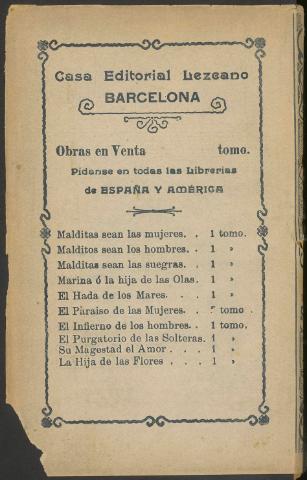 Casa Editorial Lezcano
BARCELONA
Obras en Venta tomo.
Pídanse en todas las Librerías
de ESPAÑA Y AMÉRICA
Malditas sean las mujeres. . 1 tomo.
Malditos sean los hombres. . 1 »
Malditas sean las suegras. . 1 »
Marina ó la hija de las Olas. 1 »
El Hada de los Mares. . . . 1 »
El Paraiso de las Mujeres. . tomo .
El Infierno de los hombres. . 1 tomo.
El Purgatorio de las Solteras. 1 »
Su Magestad el Amor . . . 1 »
La Hija de las Flores . . . 1 »